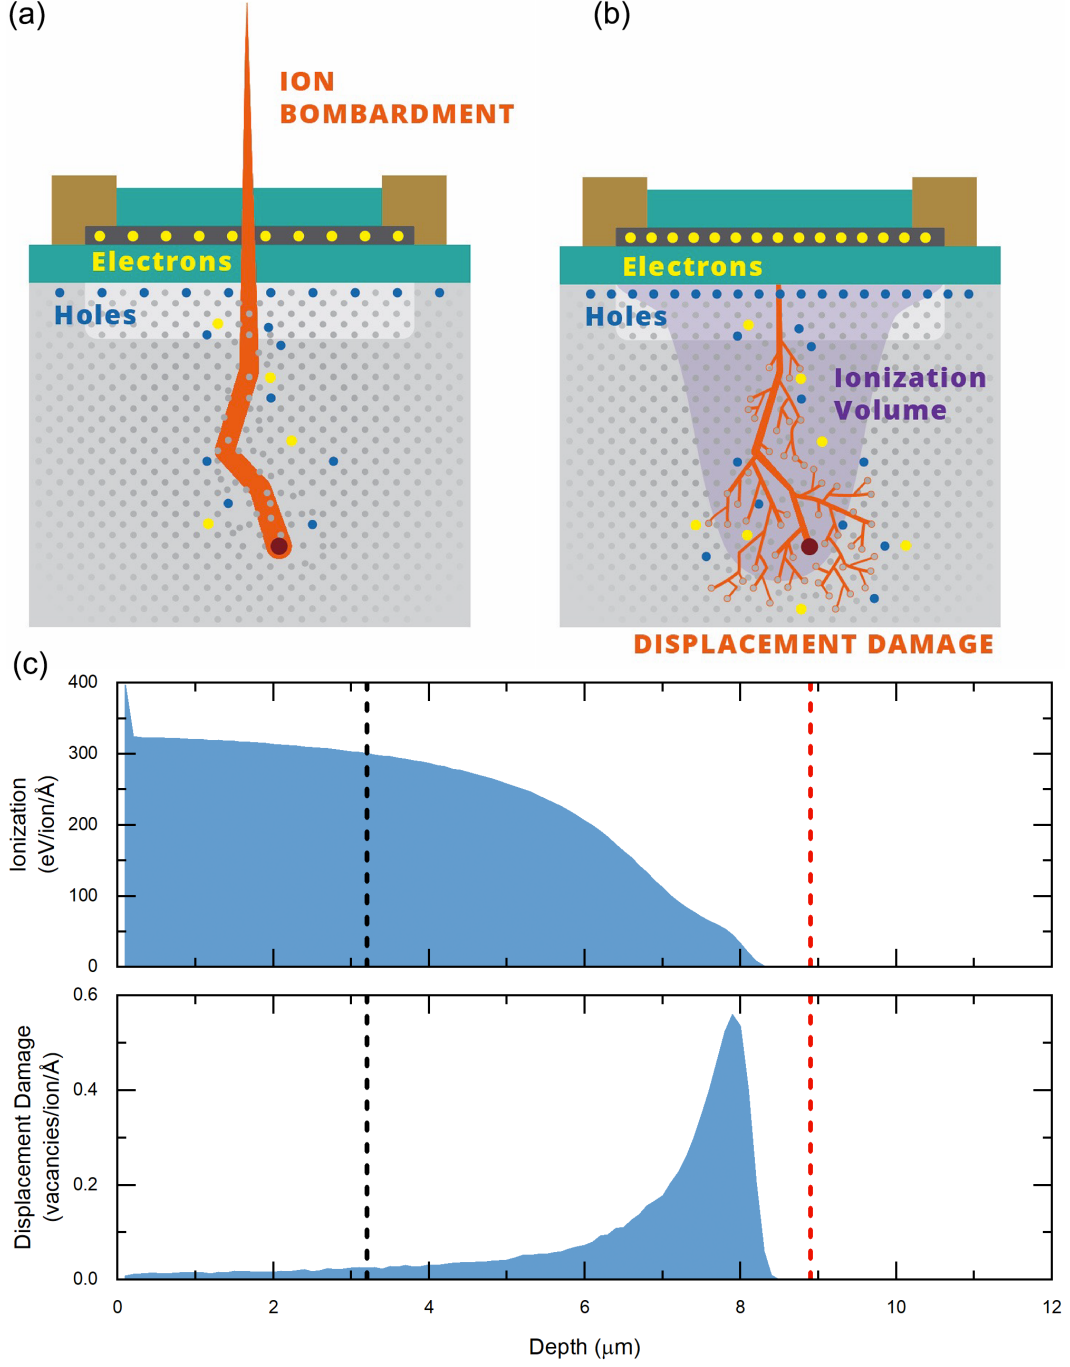 (a)
(b)
ION
BOMBARDMENT
Electrons
Holes
Electrons
Holes
Ionization
Volume
DISPLACEMENT DAMAGE
(c)
400
300
200
100
0
Ionization
(eV/ion/Å)
0.6
0.4
0.2
0.0
Displacement Damage
(vacancies/ion/Å)
0 2 4 6 8 10 12
Depth (μm)